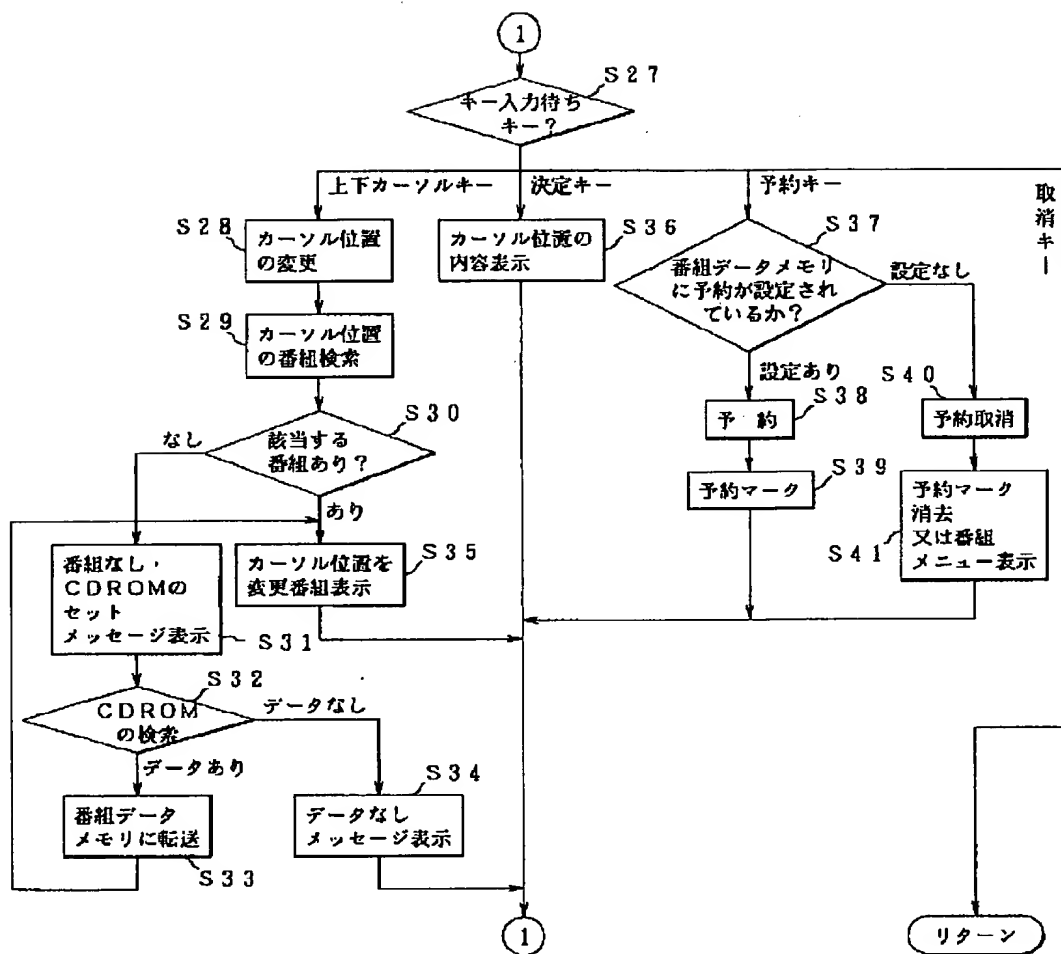 1
S27
キー入力待ち
キー？
上下カーソルキー
決定キー
予約キー
取消キー
S28
カーソル位置
の変更
S36
カーソル位置の
内容表示
S37
番組データメモリ
に予約が設定され
ているか？
設定なし
S29
カーソル位置
の番組検索
設定あり
S30
該当する
番組あり？
なし
あり
S38
予　約
S40
予約取消
S39
予約マーク
S41
予約マーク
消去
又は番組
メニュー表示
S35
カーソル位置を
変更番組表示
番組なし・
CDROMの
セット
メッセージ表示
S31
S32
CDROM
の検索
データなし
データあり
S33
番組データ
メモリに転送
S34
データなし
メッセージ表示
1
リターン